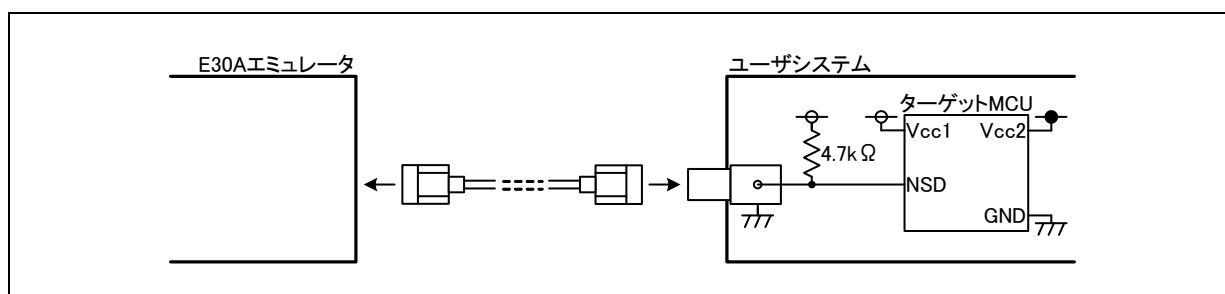 E30Aエミュレータ
ユーザシステム
ターゲットMCU
Vcc1 Vcc2
4.7kΩ
NSD
GND